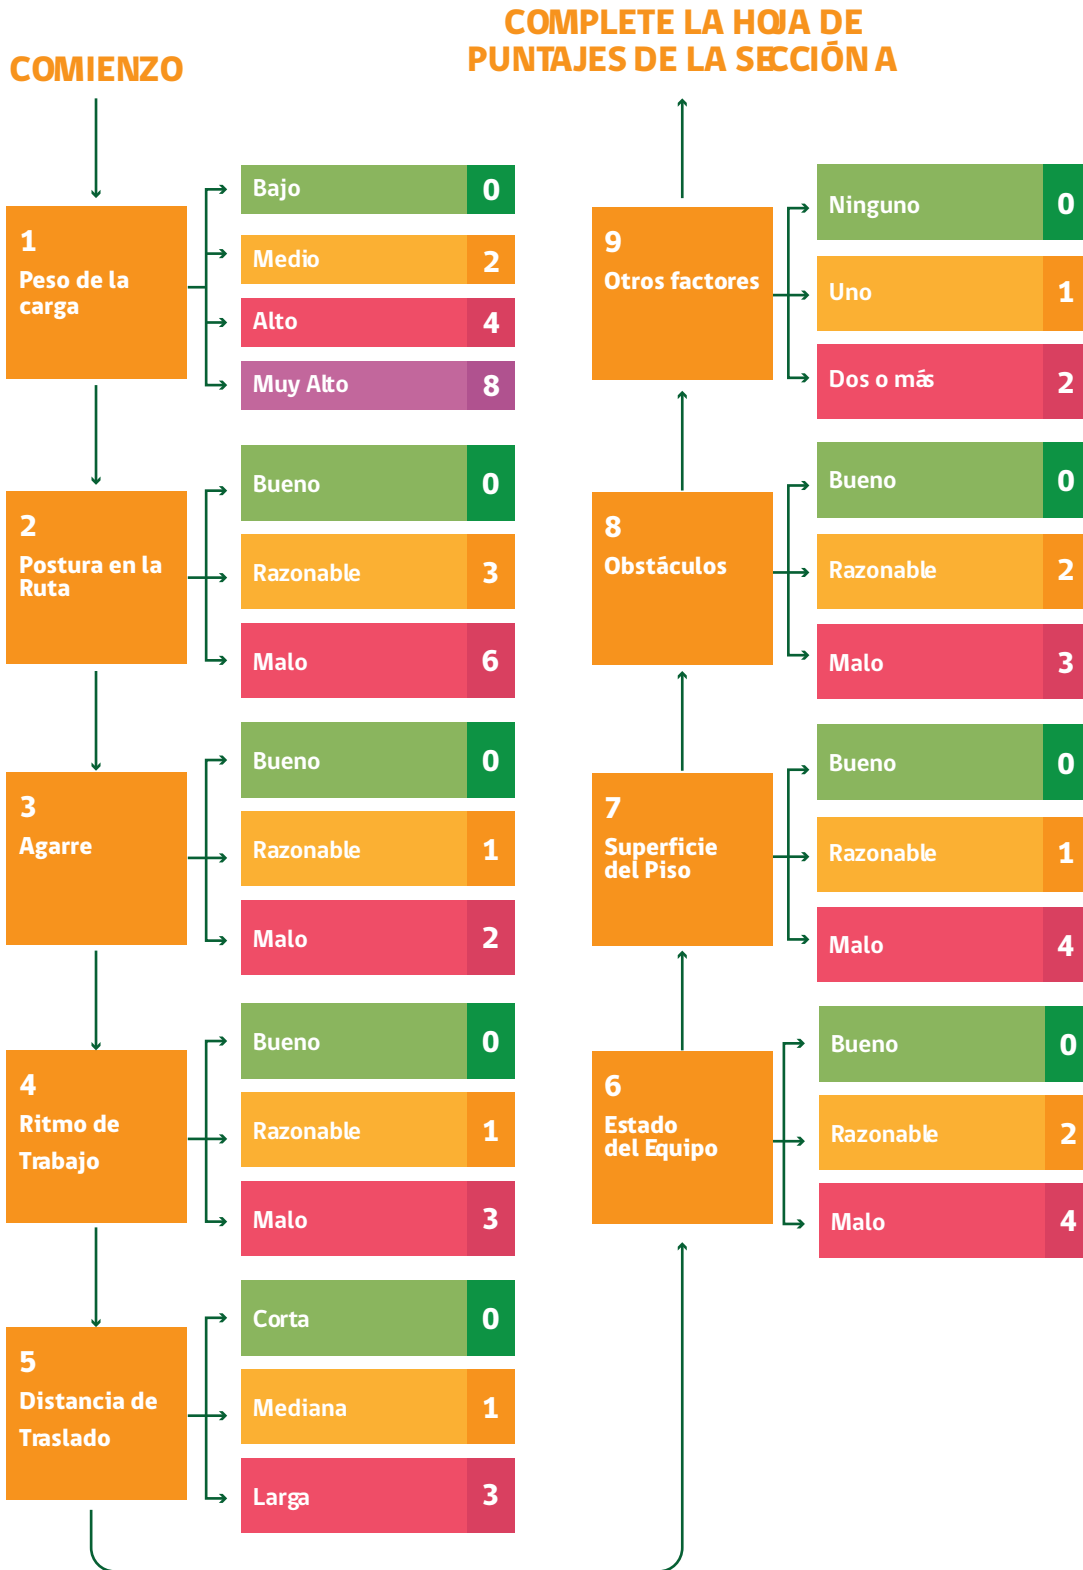 COMIENZO
1
Peso de la
carga
Bajo 0
Medio 2
Alto 4
Muy Alto 8
2
Postura en la
Ruta
Bueno 0
Razonable 3
Malo 6
3
Agarre
Bueno 0
Razonable 1
Malo 2
4
Ritmo de
Trabajo
Bueno 0
Razonable 1
Malo 3
5
Distancia de
Traslado
Corta 0
Mediana 1
Larga 3
6
Estado
del Equipo
Bueno 0
Razonable 2
Malo 4
7
Superficie
del Piso
Bueno 0
Razonable 1
Malo 4
8
Obstáculos
Bueno 0
Razonable 2
Malo 3
9
Otros factores
Ninguno 0
Uno 1
Dos o más 2
COMPLETE LA HOJA DE
PUNTAJES DE LA SECCIÓN A